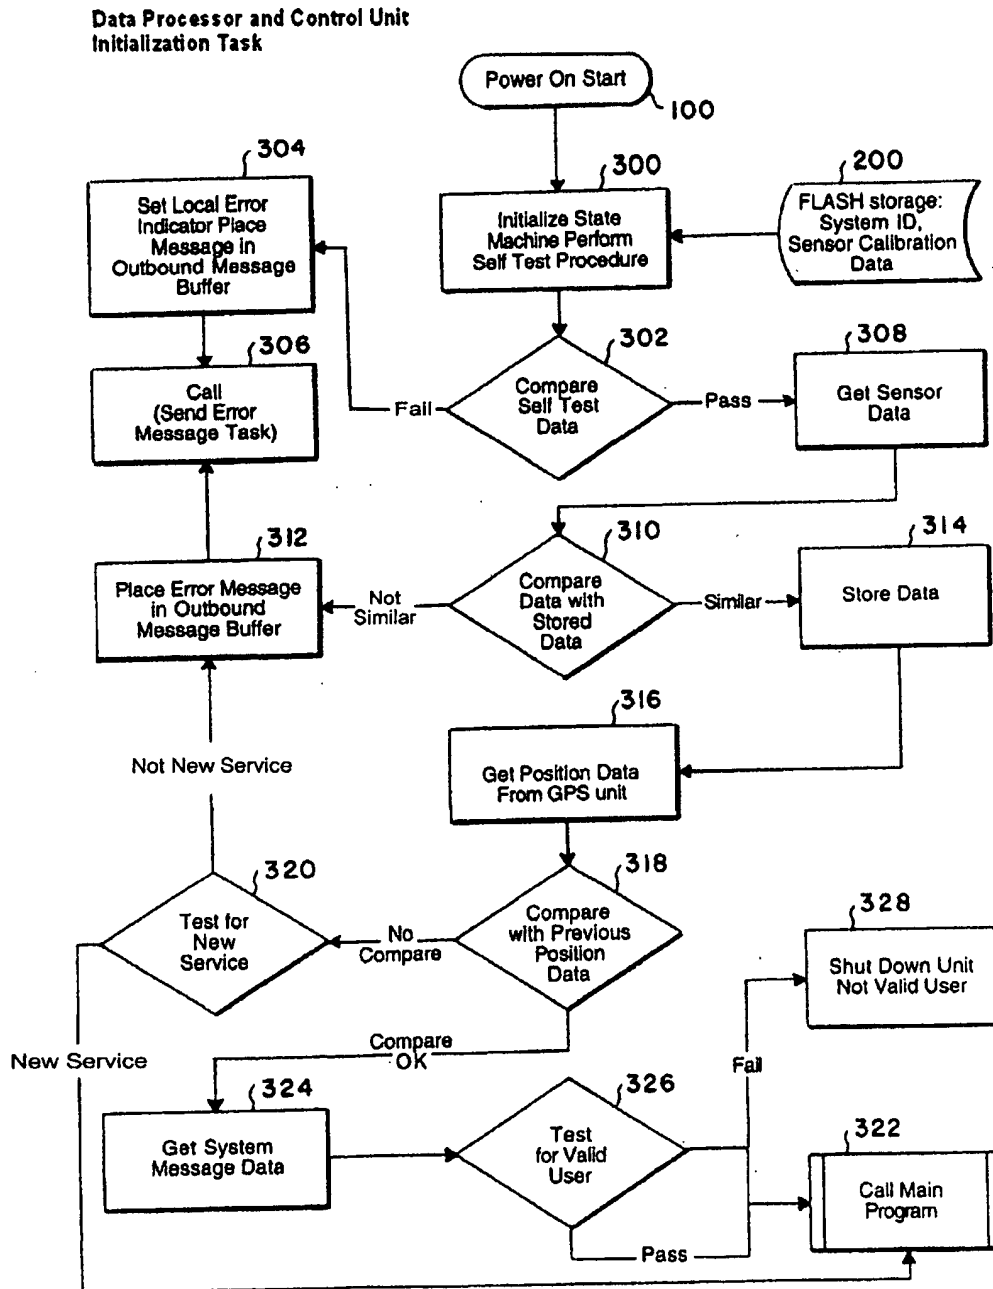 Data Processor and Control Unit
Initialization Task
Power On Start
100
304
Set Local Error
Indicator Place
Message in
Outbound Message
Buffer
300
Initialize State
Machine Perform
Self Test Procedure
200
FLASH storage:
System ID,
Sensor Calibration
Data
306
Call
(Send Error
Message Task)
302
Compare
Self Test
Data
Fail
Pass
308
Get Sensor
Data
312
Place Error Message
in Outbound
Message Buffer
310
Compare
Data with
Stored
Data
Not
Similar
Similar
314
Store Data
316
Get Position Data
From GPS unit
Not New Service
320
Test for
New
Service
No
Compare
318
Compare
with Previous
Position
Data
328
Shut Down Unit
Not Valid User
New Service
Compare
OK
Fail
324
Get System
Message Data
326
Test
for Valid
User
Pass
322
Call Main
Program